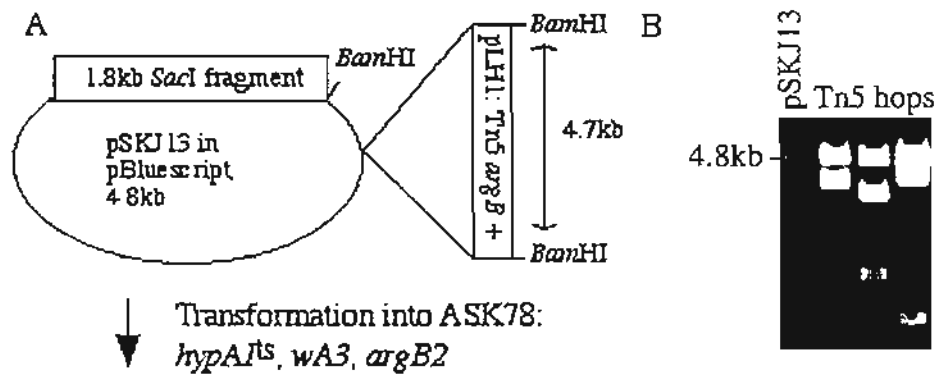 A
B
BamHI
1.8kb SacI fragment
BamHI
pSKJ13 in
pBluescript,
4.8kb
pLH1: Tn5 argB +
4.7kb
BamHI
pSKJ13
Tn5 hops
4.8kb
Transformation into ASK78:
hypA1ts, wA3, argB2